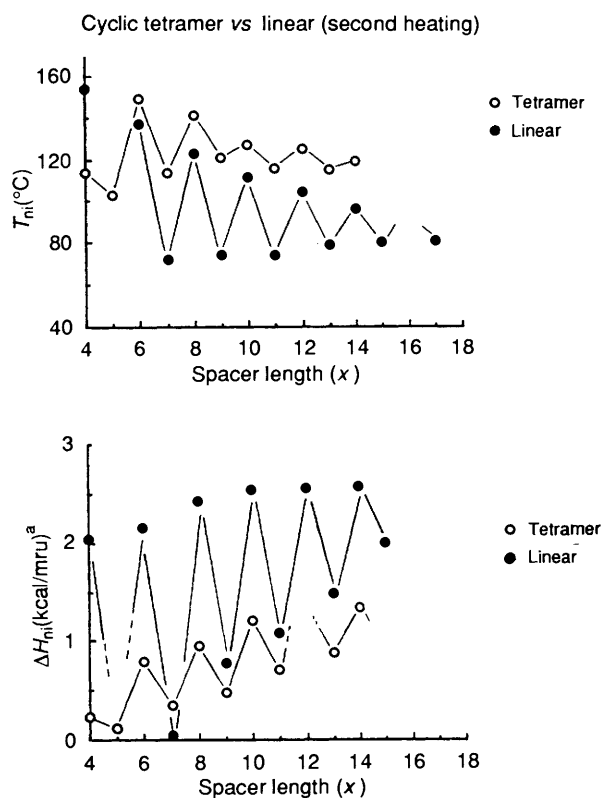 Cyclic tetramer vs linear (second heating)
160
120
80
40
Tni(°C)
4 6 8 10 12 14 16 18
Spacer length (x)
Tetramer
Linear
3
2
1
0
ΔHni(kcal/mru)a
4 6 8 10 12 14 16 18
Spacer length (x)
Tetramer
Linear